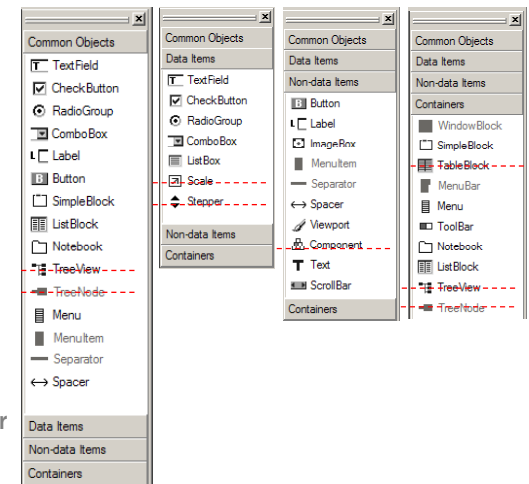 Common Objects
TextField
CheckButton
RadioGroup
ComboBox
Label
Button
SimpleBlock
ListBlock
Notebook
TreeView
TreeNode
Menu
MenuItem
Separator
Spacer
Data Items
Non-data Items
Containers
Common Objects
Data Items
TextField
CheckButton
RadioGroup
ComboBox
ListBox
Scale
Stepper
Non-data Items
Containers
Common Objects
Data Items
Non-data Items
Button
Label
ImageBox
MenuItem
Separator
Spacer
Viewport
Component
Text
ScrollBar
Containers
Common Objects
Data Items
Non-data Items
Containers
WindowBlock
SimpleBlock
TableBlock
MenuBar
Menu
ToolBar
Notebook
ListBlock
TreeView
TreeNode
r